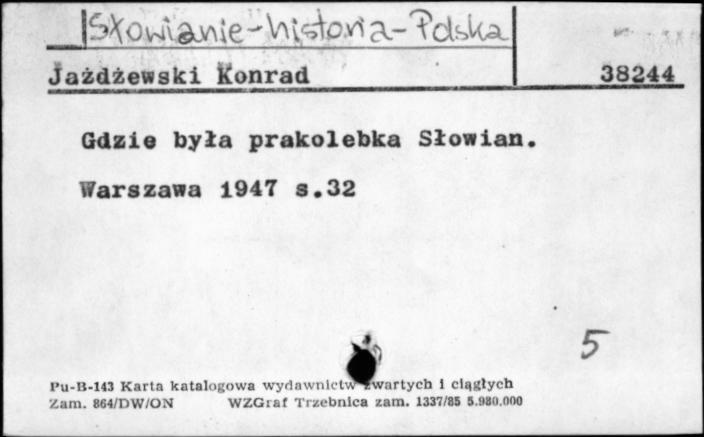 Słowianie-historia-Polska
Jażdżewski Konrad 38244
Gdzie była prakolebka Słowian.
Warszawa 1947 s.32
5
Pu-B-143 Karta katalogowa wydawnictw zwartych i ciągłych
Zam. 864/DW/ON WZGraf Trzebnica zam. 1337/85 5.980.000